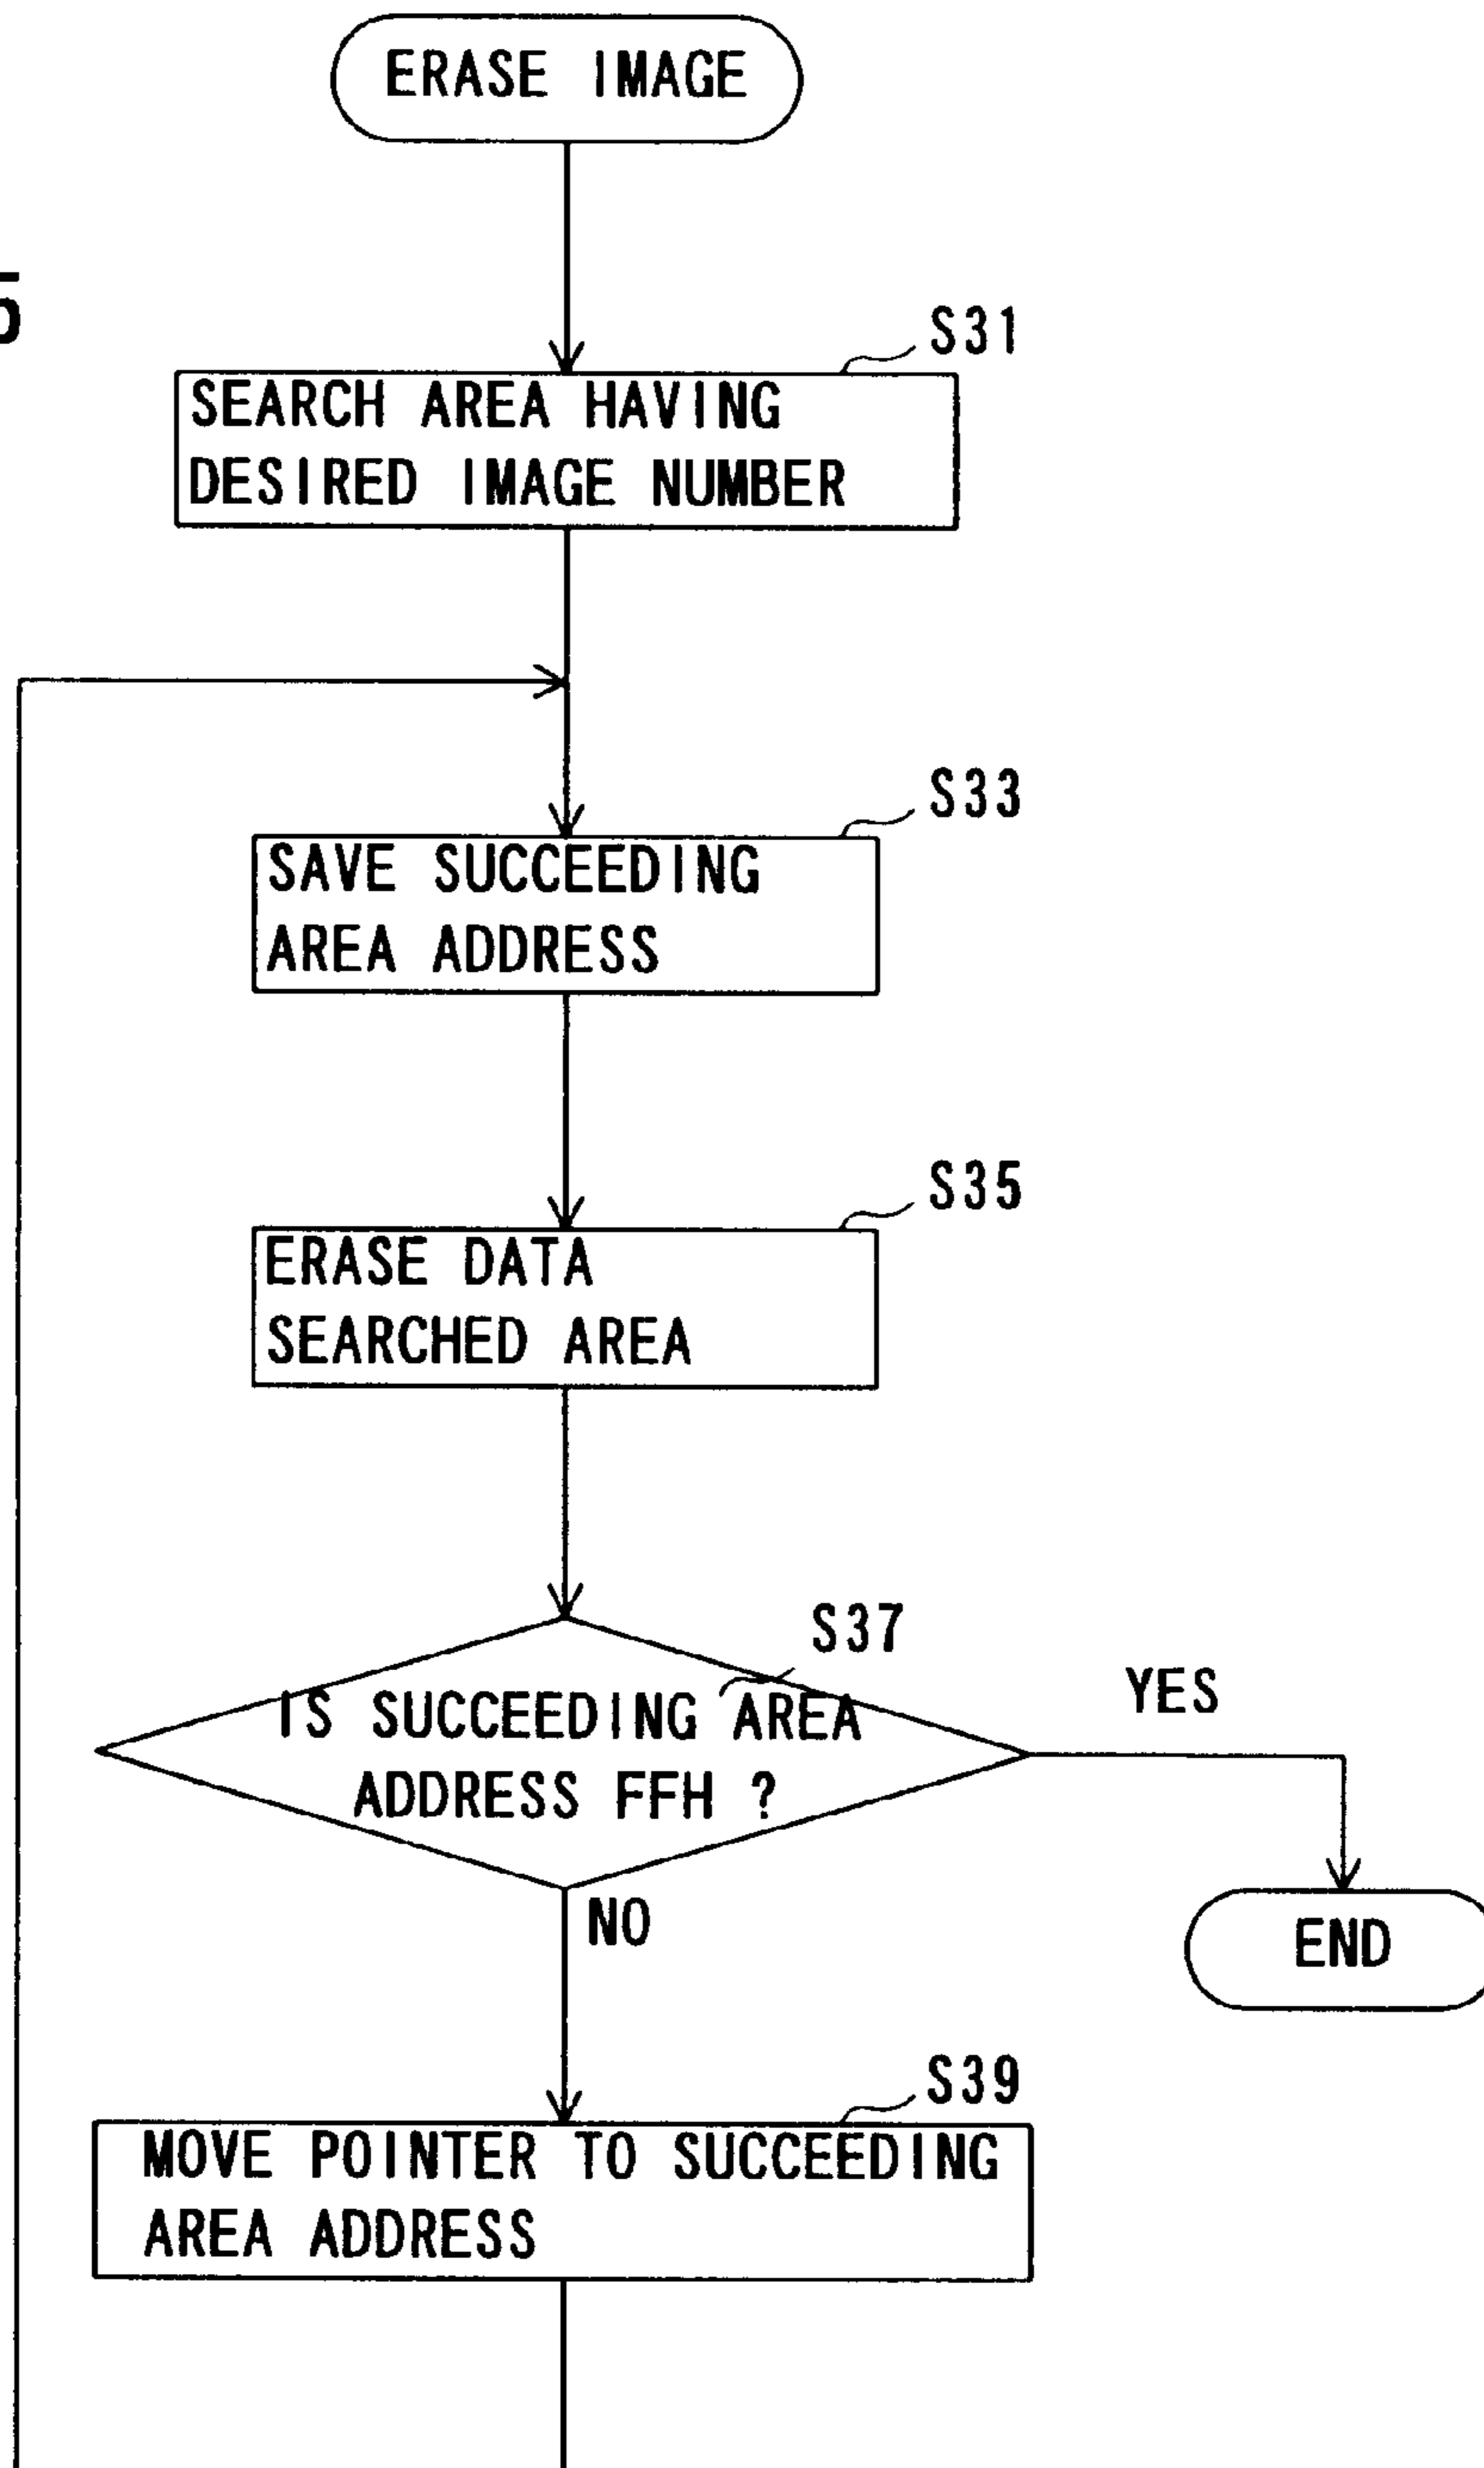 ERASE IMAGE
5
S31
SEARCH AREA HAVING
DESIRED IMAGE NUMBER
S33
SAVE SUCCEEDING
AREA ADDRESS
S35
ERASE DATA
SEARCHED AREA
S37
IS SUCCEEDING AREA
ADDRESS FFH ?
YES
NO
END
S39
MOVE POINTER TO SUCCEEDING
AREA ADDRESS